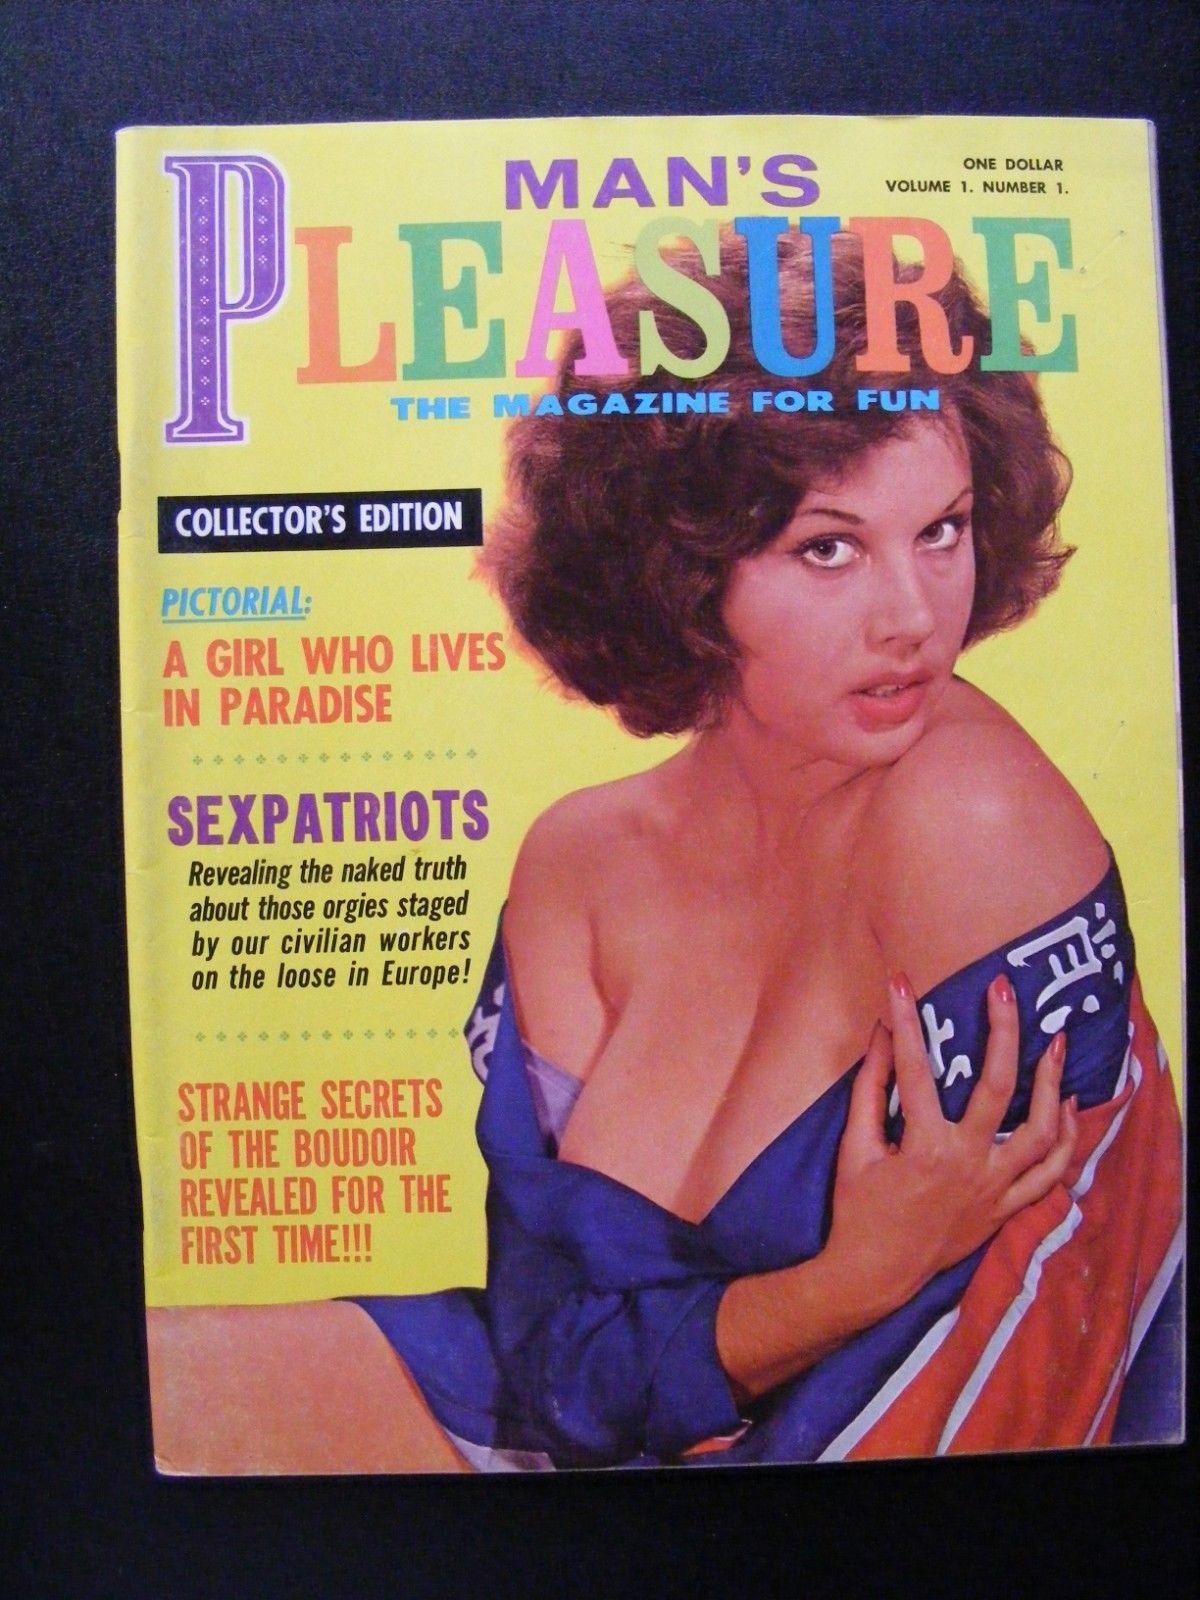 MAN'S
PLEASURE
ONE DOLLAR
VOLUME 1. NUMBER 1.
THE MAGAZINE FOR FUN
COLLECTOR'S EDITION
PICTORIAL:
A GIRL WHO LIVES
IN PARADISE
SEXPATRIOTS
Revealing the naked truth
about those orgies staged
by our civilian workers
on the loose in Europe!
STRANGE SECRETS
OF THE BOUDOIR
REVEALED FOR THE
FIRST TIME!!!